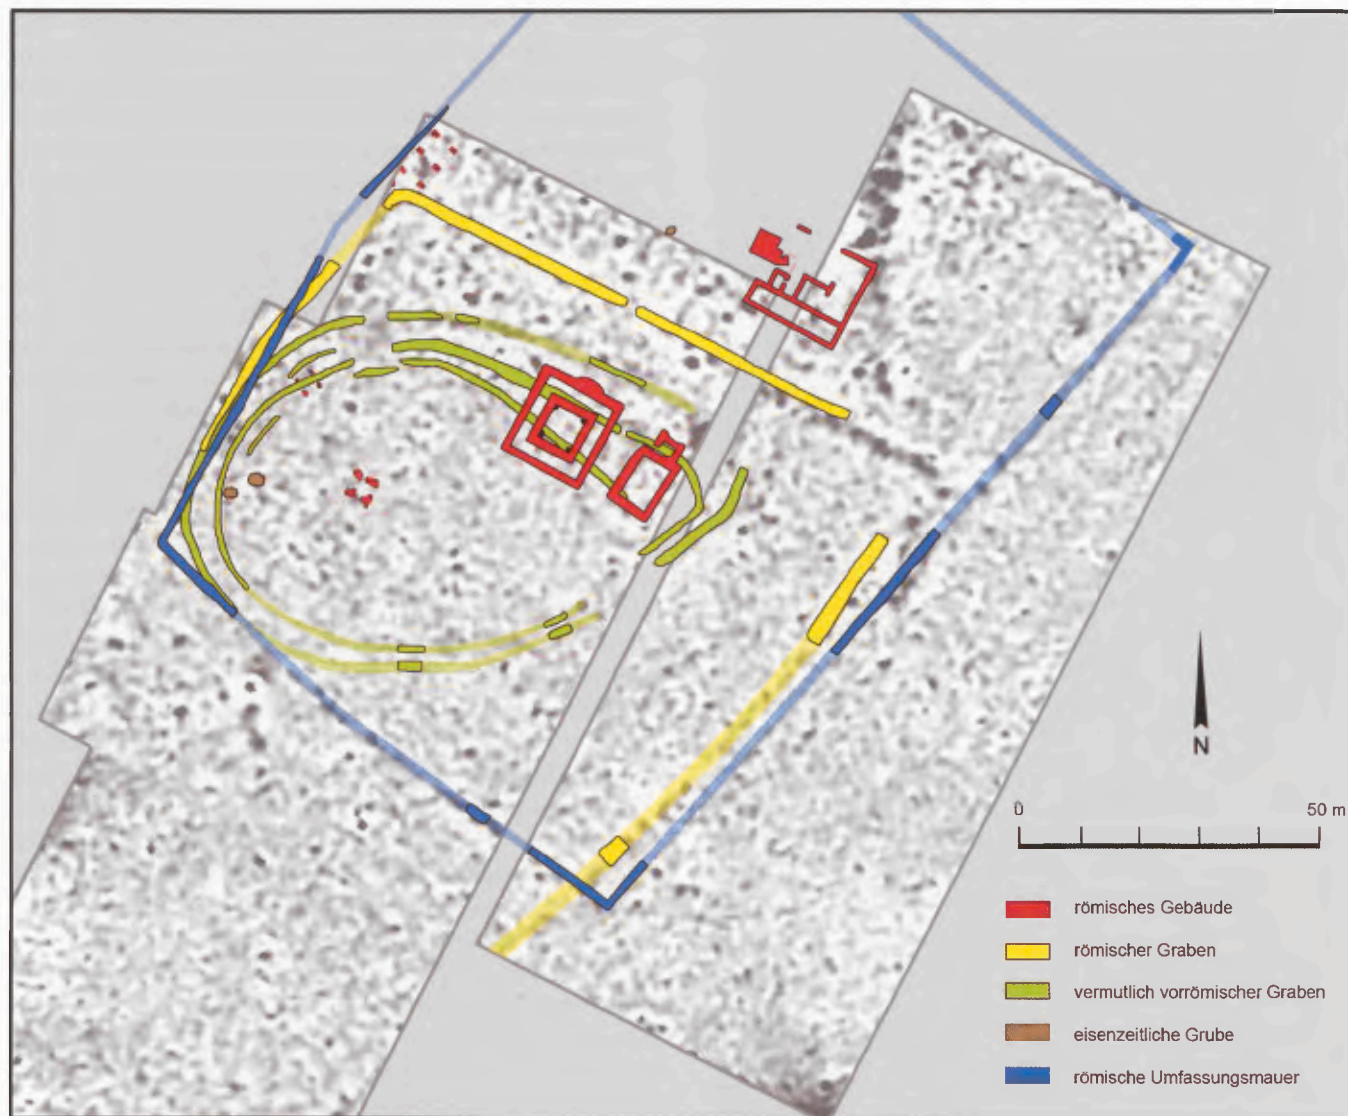 N
0 50 m
römisches Gebäude
römischer Graben
vermutlich vorrömischer Graben
eisenzeitliche Grube
römische Umfassungsmauer